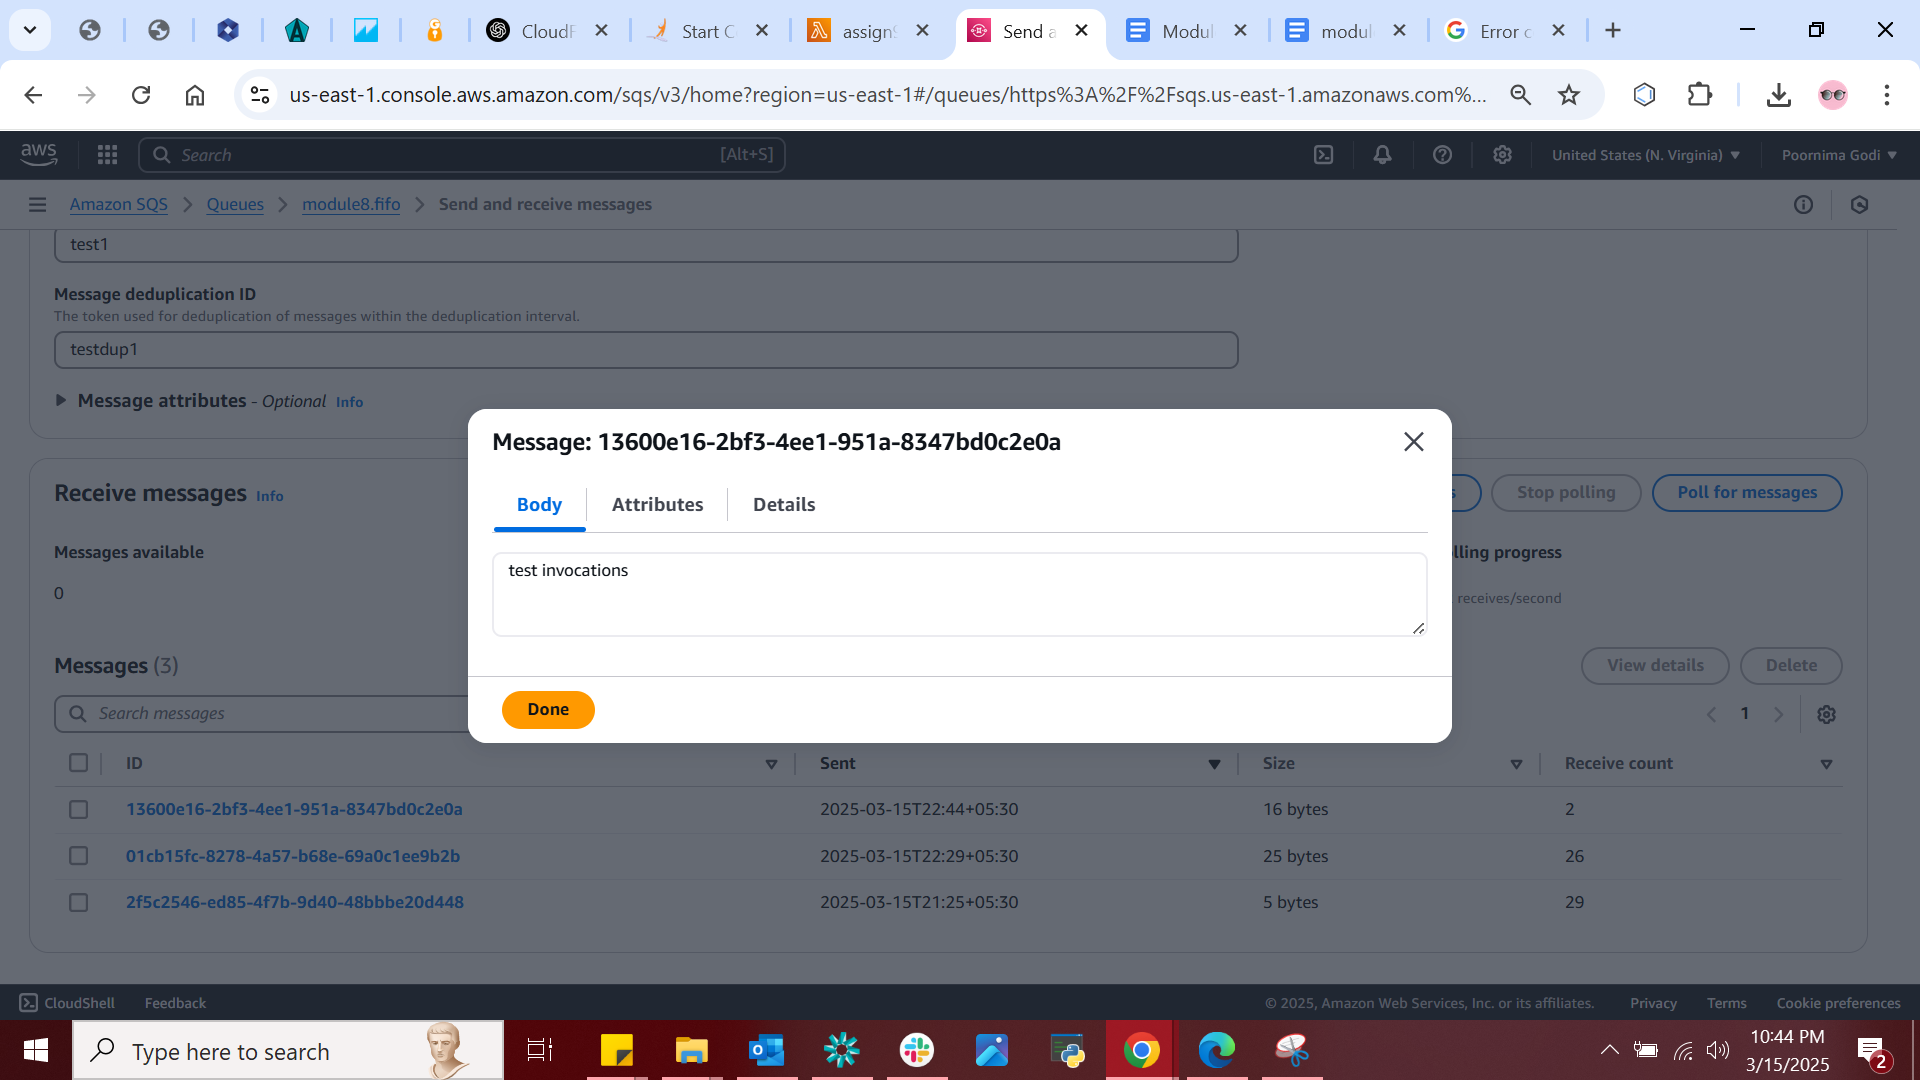 CloudF
Start C
assignS
Send a
Modul
modul
Error c
us-east-1.console.aws.amazon.com/sqs/v3/home?region=us-east-1#/queues/https%3A%2F%2Fsqs.us-east-1.amazonaws.com%...
aws
Search
[Alt+S]
United States (N. Virginia)
Poornima Godi
Amazon SQS
Queues
module8.fifo
Send and receive messages
test1
Message deduplication ID
The token used for deduplication of messages within the deduplication interval.
testdup1
Message attributes - Optional Info
Message: 13600e16-2bf3-4ee1-951a-8347bd0c2e0a
Body
Attributes
Details
test invocations
Done
Receive messages Info
s
Stop polling
Poll for messages
Messages available
lling progress
0
receives/second
Messages (3)
View details
Delete
Search messages
1
ID
Sent
Size
Receive count
13600e16-2bf3-4ee1-951a-8347bd0c2e0a
2025-03-15T22:44+05:30
16 bytes
2
01cb15fc-8278-4a57-b68e-69a0c1ee9b2b
2025-03-15T22:29+05:30
25 bytes
26
2f5c2546-ed85-4f7b-9d40-48bbbe20d448
2025-03-15T21:25+05:30
5 bytes
29
CloudShell
Feedback
© 2025, Amazon Web Services, Inc. or its affiliates.
Privacy
Terms
Cookie preferences
Type here to search
10:44 PM
3/15/2025
2